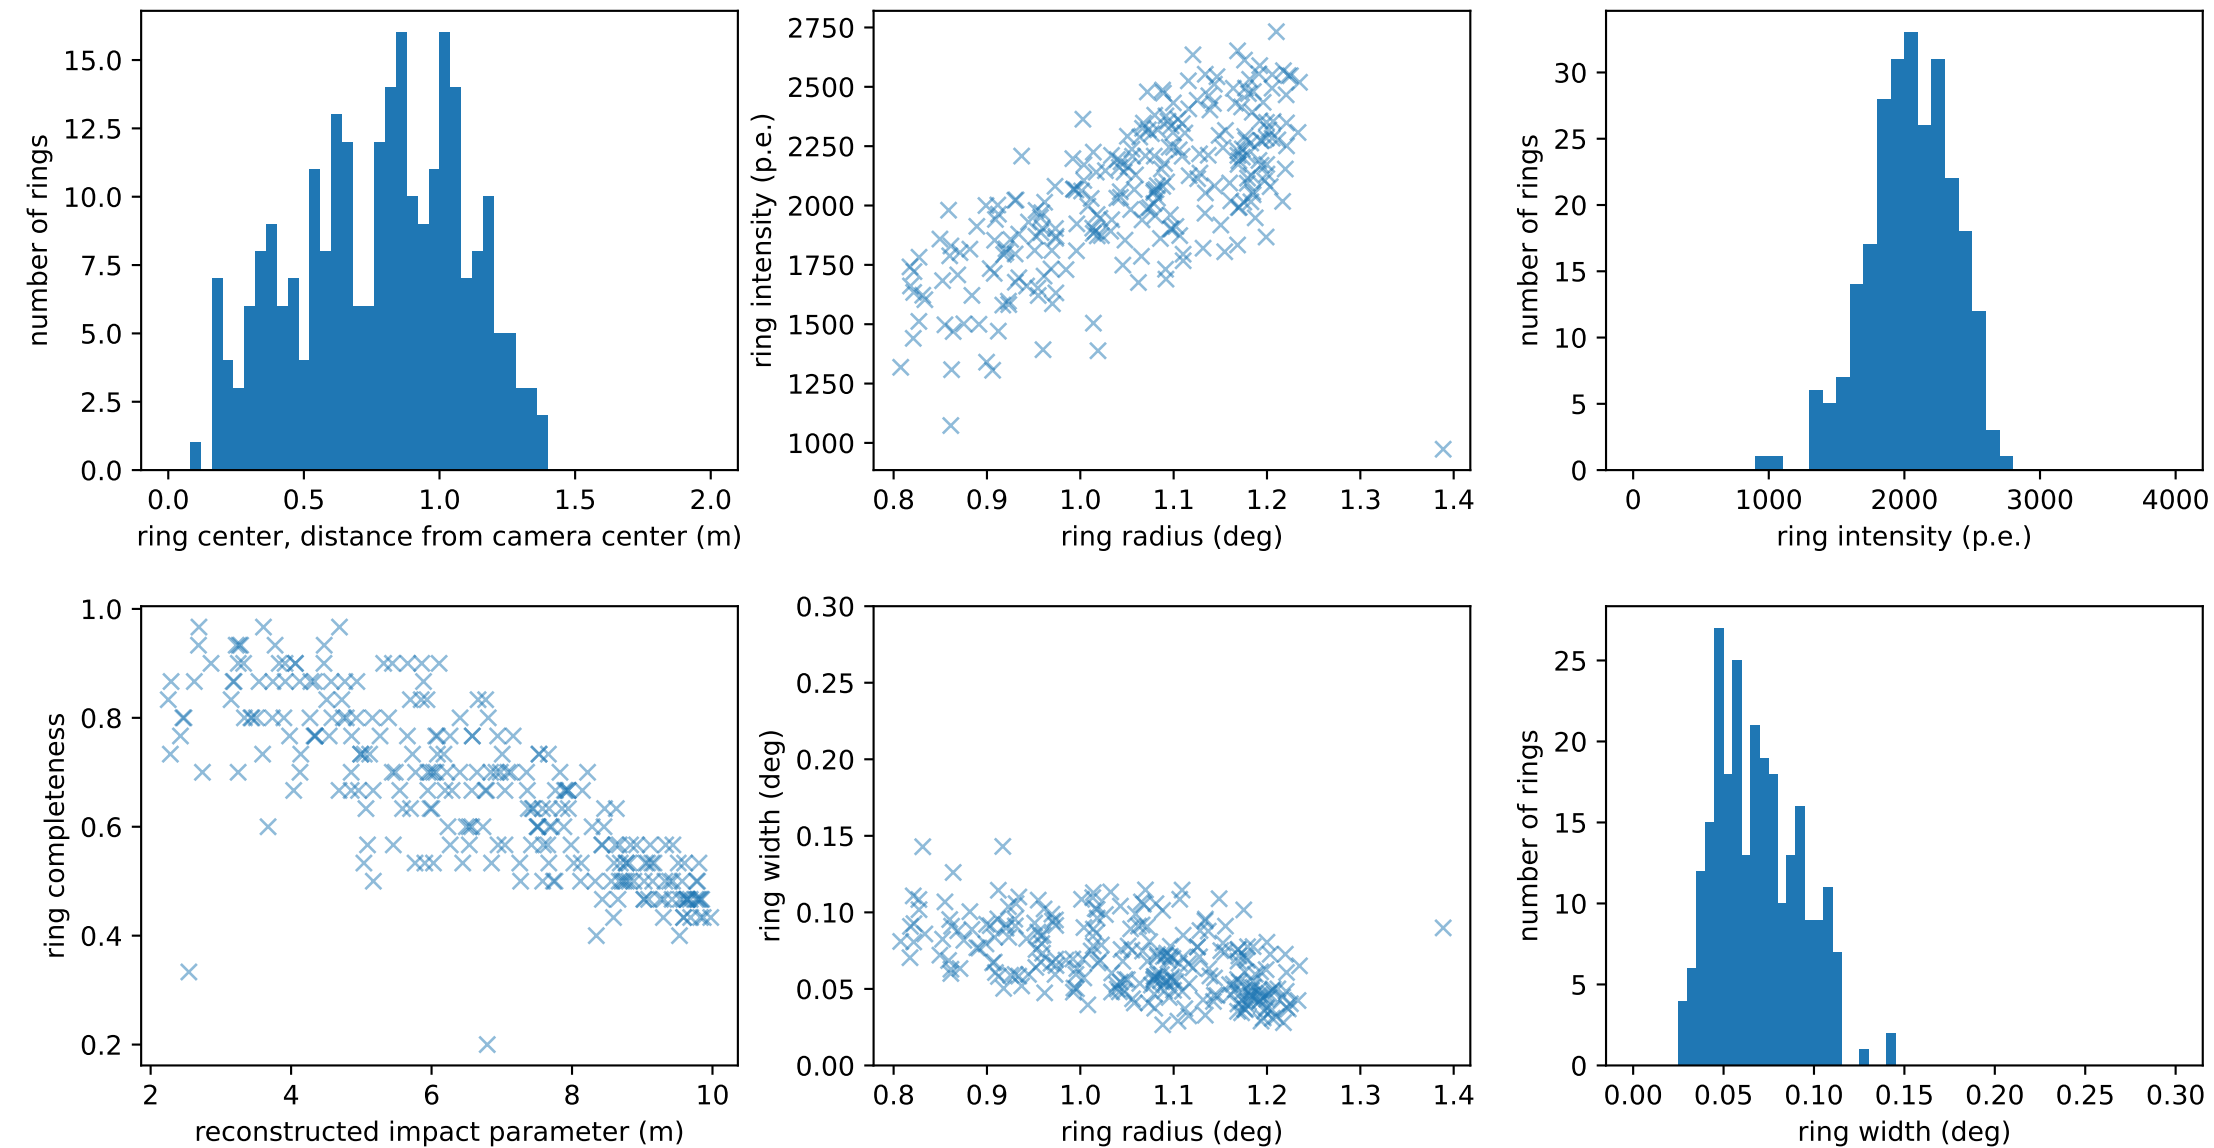 number of rings
15.0
12.5
10.0
7.5
5.0
2.5
0.0
0.0 0.5 1.0 1.5 2.0
ring center, distance from camera center (m)
ring intensity (p.e.)
2750
2500
2250
2000
1750
1500
1250
1000
0.8 0.9 1.0 1.1 1.2 1.3 1.4
ring radius (deg)
number of rings
30
25
20
15
10
5
0
0 1000 2000 3000 4000
ring intensity (p.e.)
ring completeness
1.0
0.8
0.6
0.4
0.2
2 4 6 8 10
reconstructed impact parameter (m)
ring width (deg)
0.30
0.25
0.20
0.15
0.10
0.05
0.00
0.8 0.9 1.0 1.1 1.2 1.3 1.4
ring radius (deg)
number of rings
25
20
15
10
5
0
0.00 0.05 0.10 0.15 0.20 0.25 0.30
ring width (deg)